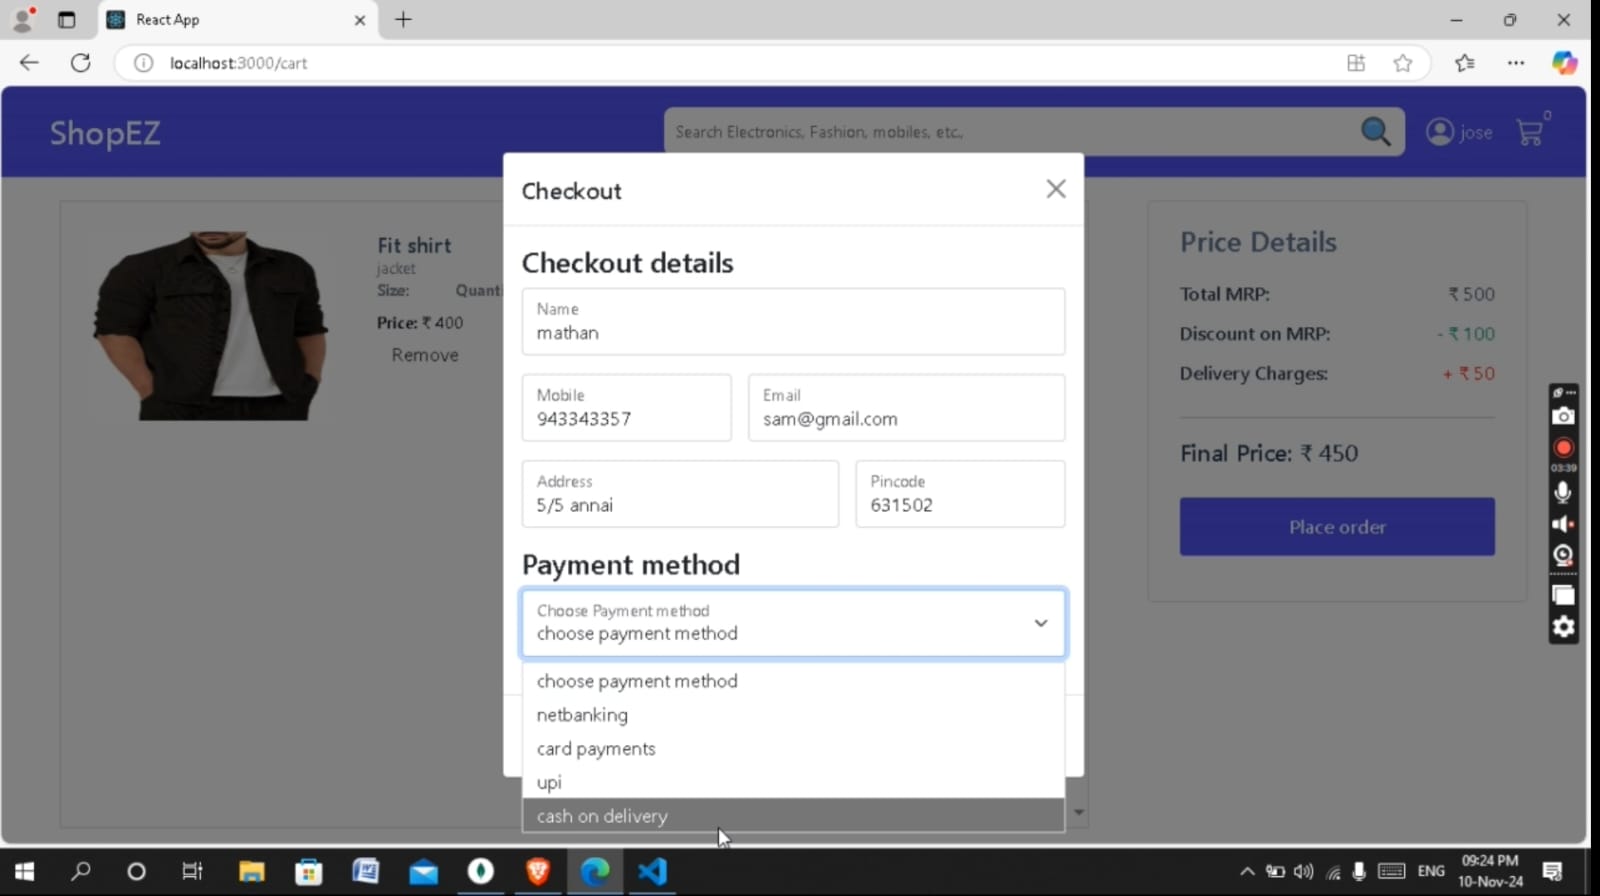 React App
localhost:3000/cart
ShopEZ
Search Electronics, Fashion, mobiles, etc.,
jose
0
Checkout
Fit shirt
jacket
Size: Quanti
Price: ₹ 400
Remove
Checkout details
Name
mathan
Mobile
943343357
Email
sam@gmail.com
Address
5/5 annai
Pincode
631502
Payment method
Choose Payment method
choose payment method
choose payment method
netbanking
card payments
upi
cash on delivery
Price Details
Total MRP: ₹ 500
Discount on MRP: - ₹ 100
Delivery Charges: + ₹ 50
Final Price: ₹ 450
Place order
03:39
ENG
09:24 PM
10-Nov-24